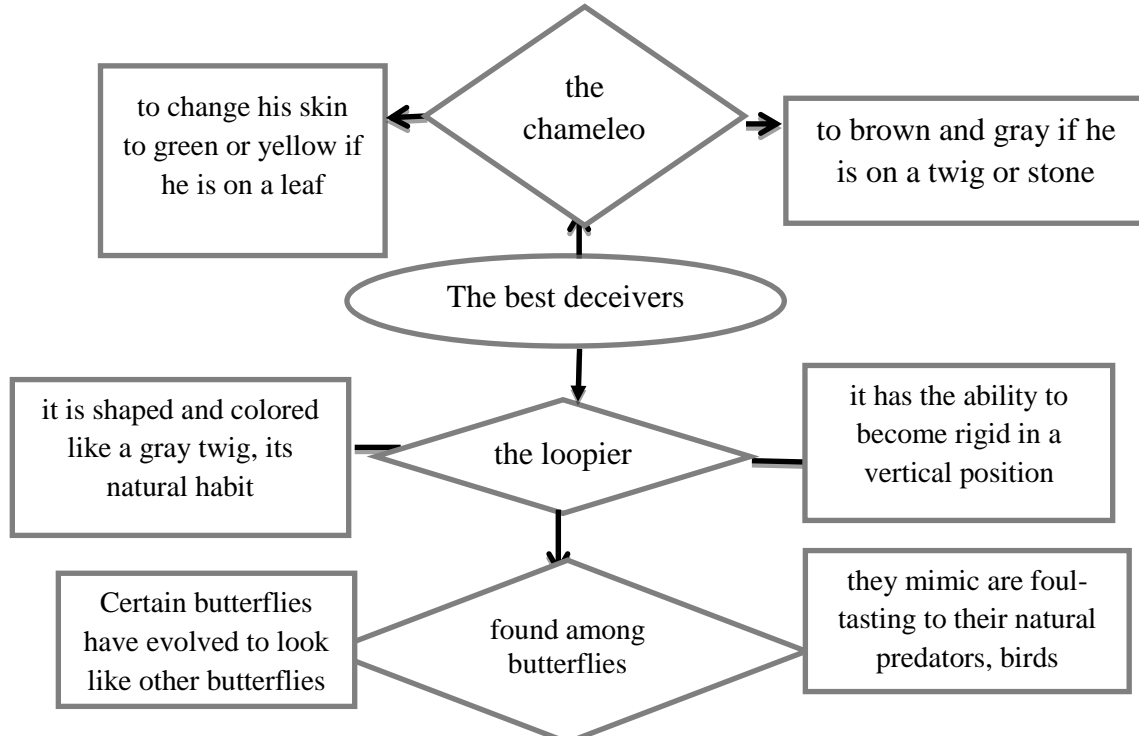 to change his skin
to green or yellow if
he is on a leaf
the
chameleo
to brown and gray if he
is on a twig or stone
The best deceivers
it is shaped and colored
like a gray twig, its
natural habit
the loopier
it has the ability to
become rigid in a
vertical position
Certain butterflies
have evolved to look
like other butterflies
found among
butterflies
they mimic are foul-
tasting to their natural
predators, birds